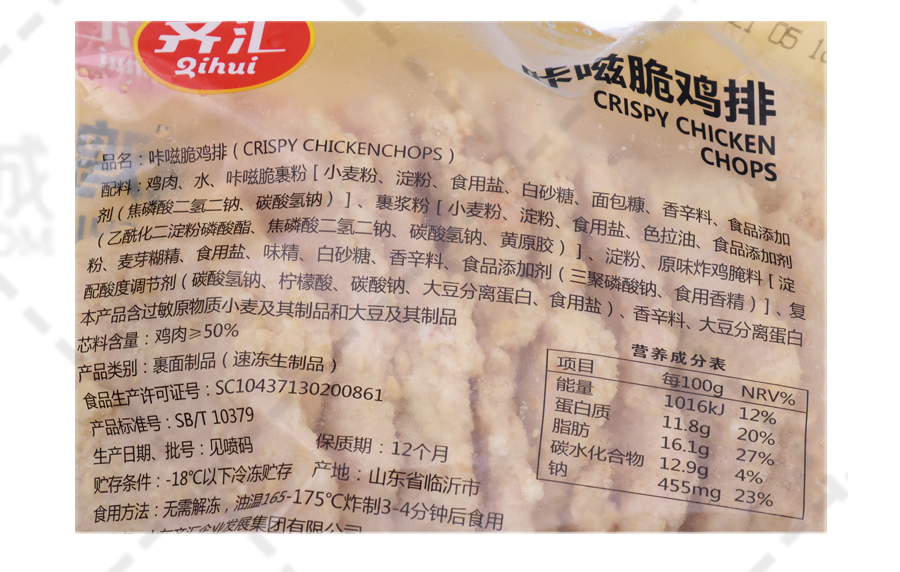 齐汇
Qihui
21 05
咔嗞脆鸡排
CRISPY CHICKEN
CHOPS
品名：咔嗞脆鸡排（CRISPY CHICKENCHOPS）
配料：鸡肉、水、咔嗞脆裹粉［小麦粉、淀粉、食用盐、白砂糖、面包糠、香辛料、食品添加
剂（焦磷酸二氢二钠、碳酸氢钠）］、裹浆粉［小麦粉、淀粉、食用盐、色拉油、食品添加剂
（乙酰化二淀粉磷酸酯、焦磷酸二氢二钠、碳酸氢钠、黄原胶）］、淀粉、原味炸鸡腌料［淀
粉、麦芽糊精、食用盐、味精、白砂糖、香辛料、食品添加剂（三聚磷酸钠、食用香精）］、复
配酸度调节剂（碳酸氢钠、柠檬酸、碳酸钠、大豆分离蛋白、食用盐）、香辛料、大豆分离蛋白
本产品含过敏原物质小麦及其制品和大豆及其制品
芯料含量：鸡肉≥50%
产品类别：裹面制品（速冻生制品）
食品生产许可证号：SC10437130200861
产品标准号：SB/T 10379
生产日期、批号：见喷码
保质期：12个月
贮存条件：-18℃以下冷冻贮存
产地：山东省临沂市
食用方法：无需解冻，油温165-175℃炸制3-4分钟后食用
山东齐汇企业发展集团有限公司
营养成分表
项目 每100g NRV%
能量 1016kJ 12%
蛋白质 11.8g 20%
脂肪 16.1g 27%
碳水化合物 12.9g 4%
钠 455mg 23%